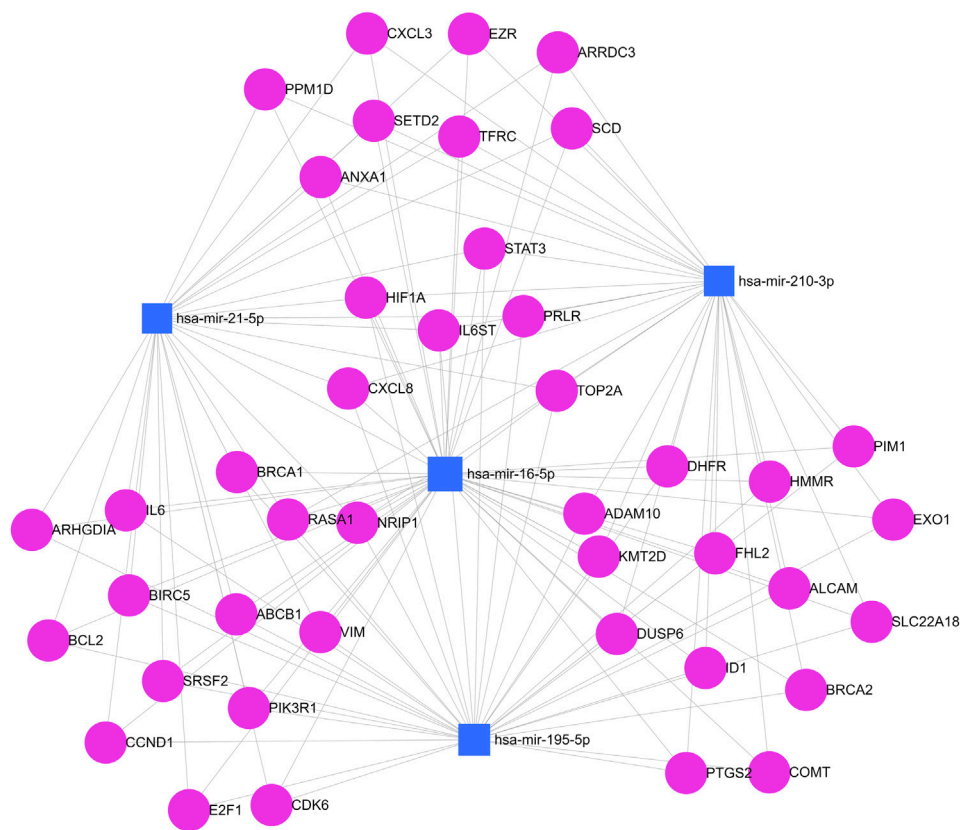 CXCL3
EZR
ARRDC3
PPM1D
SETD2
TFRC
SCD
ANXA1
STAT3
hsa-mir-210-3p
HIF1A
hsa-mir-21-5p
PRLR
IL6ST
CXCL8
TOP2A
PIM1
BRCA1
hsa-mir-16-5p
DHFR
HMMR
IL6
ADAM10
RASA1
NRIP1
EXO1
ARHGDIA
KMT2D
FHL2
ALCAM
BIRC5
ABCB1
SLC22A18
VIM
DUSP6
BCL2
ID1
SRSF2
BRCA2
PIK3R1
hsa-mir-195-5p
CCND1
PTGS2
COMT
CDK6
E2F1